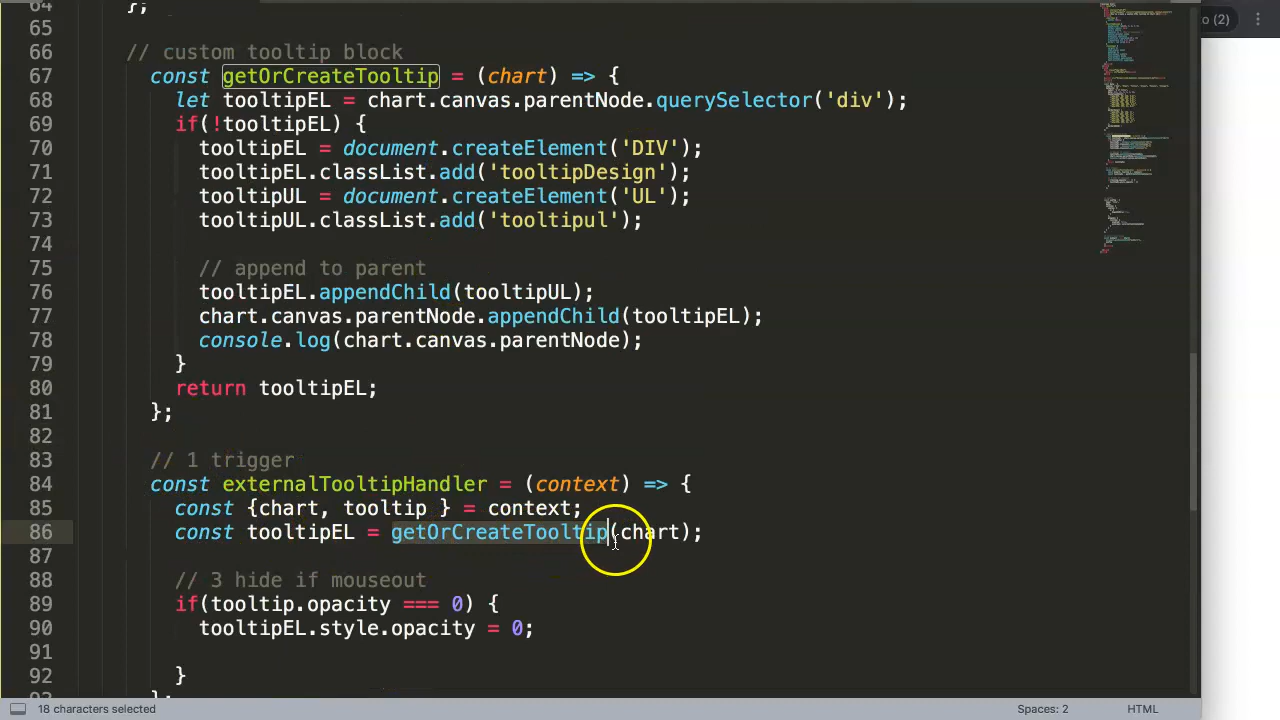 64 };
65
66 // custom tooltip block
67 const getOrCreateTooltip = (chart) => {
68 let tooltipEL = chart.canvas.parentNode.querySelector('div');
69 if(!tooltipEL) {
70 tooltipEL = document.createElement('DIV');
71 tooltipEL.classList.add('tooltipDesign');
72 tooltipUL = document.createElement('UL');
73 tooltipUL.classList.add('tooltipul');
74
75 // append to parent
76 tooltipEL.appendChild(tooltipUL);
77 chart.canvas.parentNode.appendChild(tooltipEL);
78 console.log(chart.canvas.parentNode);
79 }
80 return tooltipEL;
81 };
82
83 // 1 trigger
84 const externalTooltipHandler = (context) => {
85 const {chart, tooltip } = context;
86 const tooltipEL = getOrCreateTooltip(chart);
87
88 // 3 hide if mouseout
89 if(tooltip.opacity === 0) {
90 tooltipEL.style.opacity = 0;
91
92 }
93 };
18 characters selected
Spaces: 2
HTML
o (2)